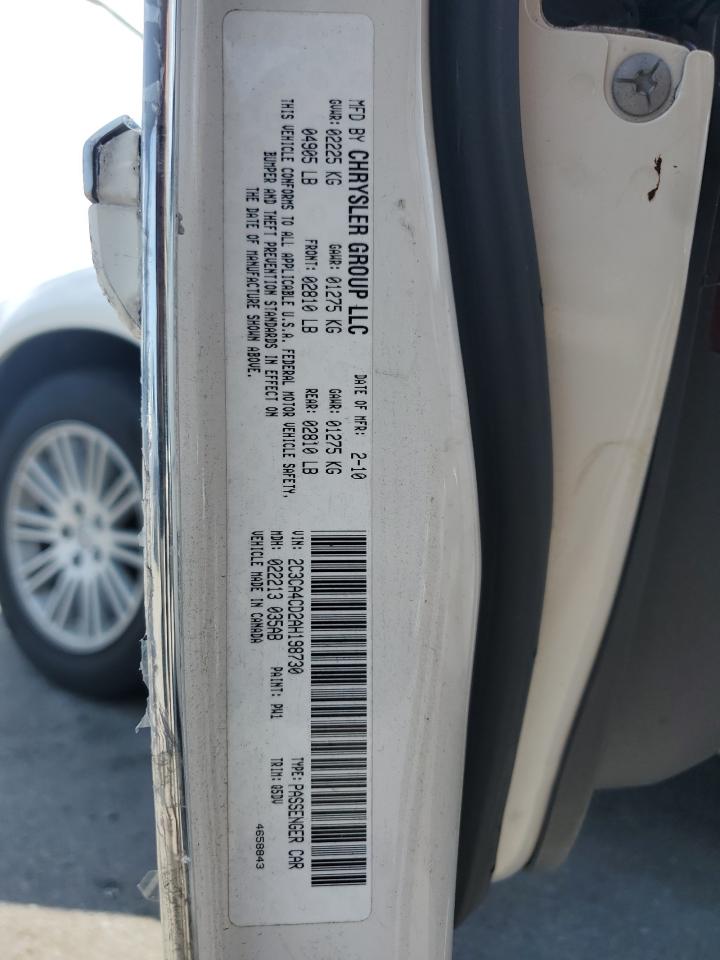 MFD BY CHRYSLER GROUP LLC DATE OF MFR: 2-10
GVWR: 02225 KG GAWR: 01275 KG GAWR: 01275 KG
04905 LB FRONT: 02810 LB REAR: 02810 LB
THIS VEHICLE CONFORMS TO ALL APPLICABLE U.S.A. FEDERAL MOTOR VEHICLE SAFETY,
BUMPER AND THEFT PREVENTION STANDARDS IN EFFECT ON
THE DATE OF MANUFACTURE SHOWN ABOVE.
VIN: 2C3CA4CD2AH198730 TYPE: PASSENGER CAR
MDH: 022213 035AB PAINT: PW1 TRIM: 05DV
VEHICLE MADE IN CANADA 4658843